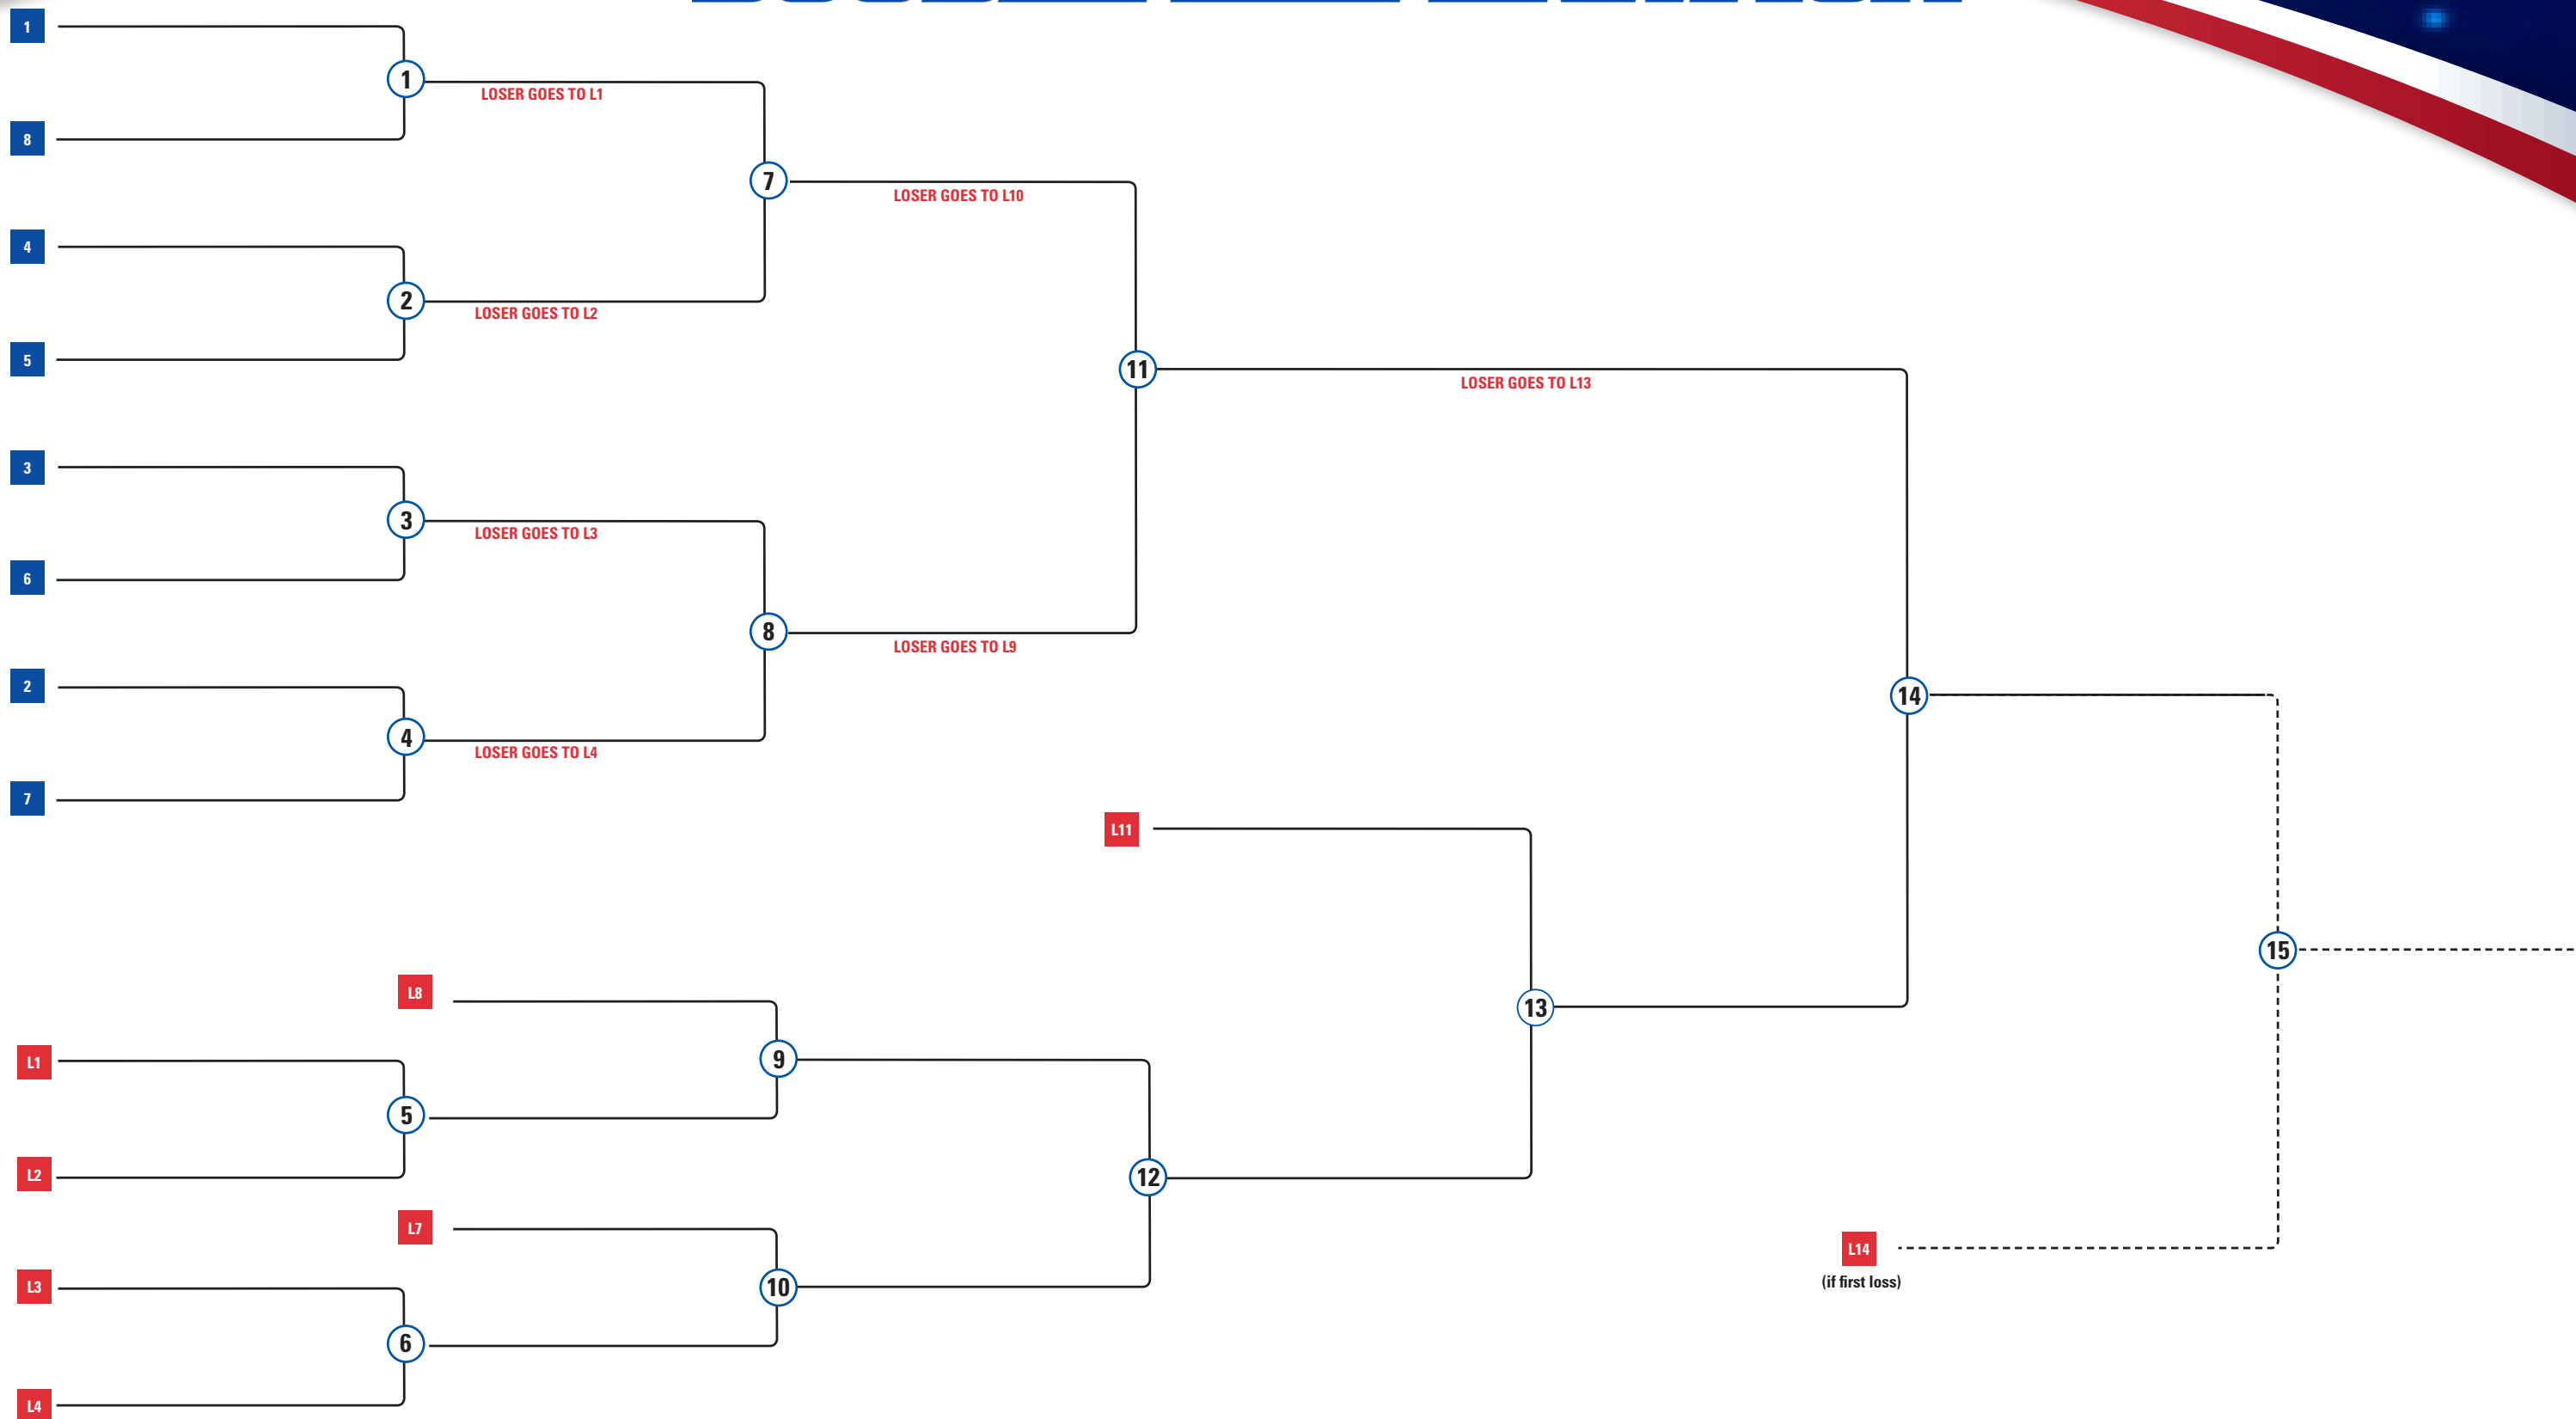 1
1
LOSER GOES TO L1
8
7
LOSER GOES TO L10
4
2
LOSER GOES TO L2
5
11
LOSER GOES TO L13
3
3
LOSER GOES TO L3
6
8
LOSER GOES TO L9
2
4
LOSER GOES TO L4
7
14
L11
15
L8
13
L1
9
5
L2
12
L7
L14
(if first loss)
L3
10
6
L4